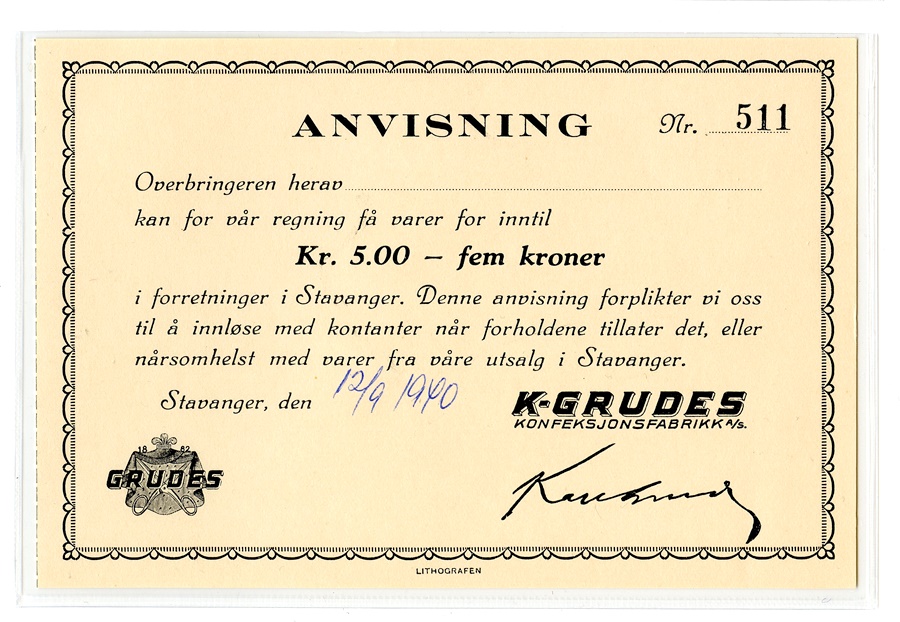 ANVISNING Nr. 511
Overbringeren herav
kan for vår regning få varer for inntil
Kr. 5.00 – fem kroner
i forretninger i Stavanger. Denne anvisning forplikter vi oss
til å innløse med kontanter når forholdene tillater det, eller
nårsomhelst med varer fra våre utsalg i Stavanger.
Stavanger, den 12/9 1940
K-GRUDES
KONFEKSJONSFABRIKK A/S.
1882
GRUDES
LITHOGRAFEN